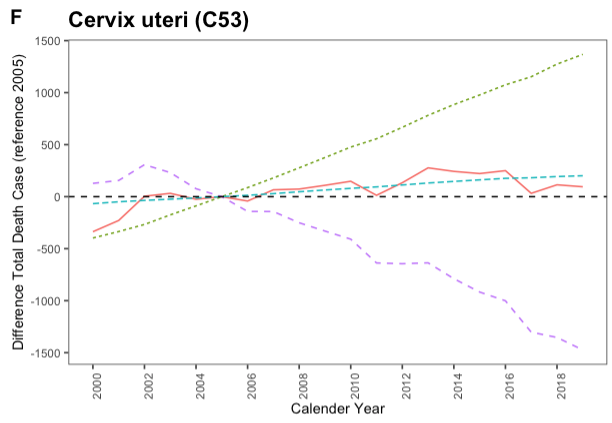 F Cervix uteri (C53)
Difference Total Death Case (reference 2005)
1500
1000
500
0
-500
-1000
-1500
2000 2002 2004 2006 2008 2010 2012 2014 2016 2018
Calender Year